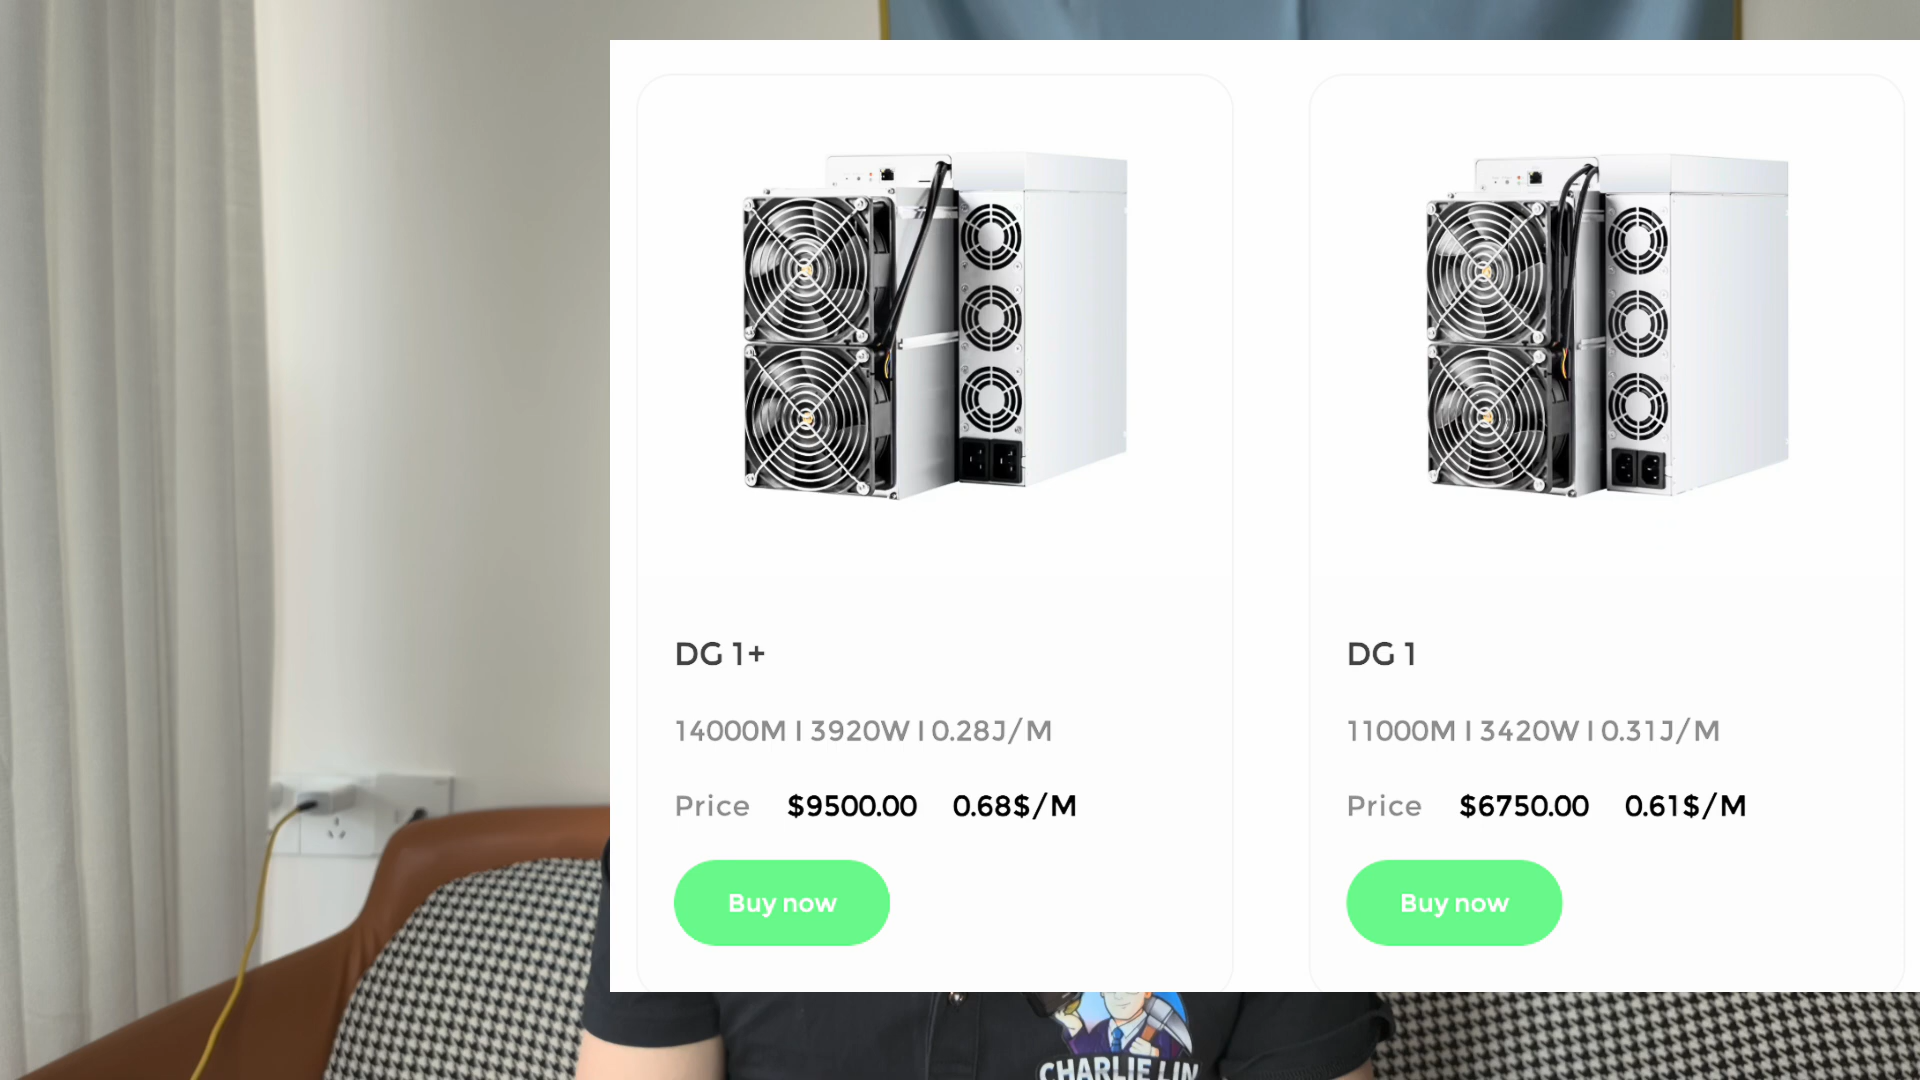 DG 1+
14000M | 3920W | 0.28J/M
Price $9500.00 0.68$/M
Buy now
DG 1
11000M | 3420W | 0.31J/M
Price $6750.00 0.61$/M
Buy now
CHARLIE LIN